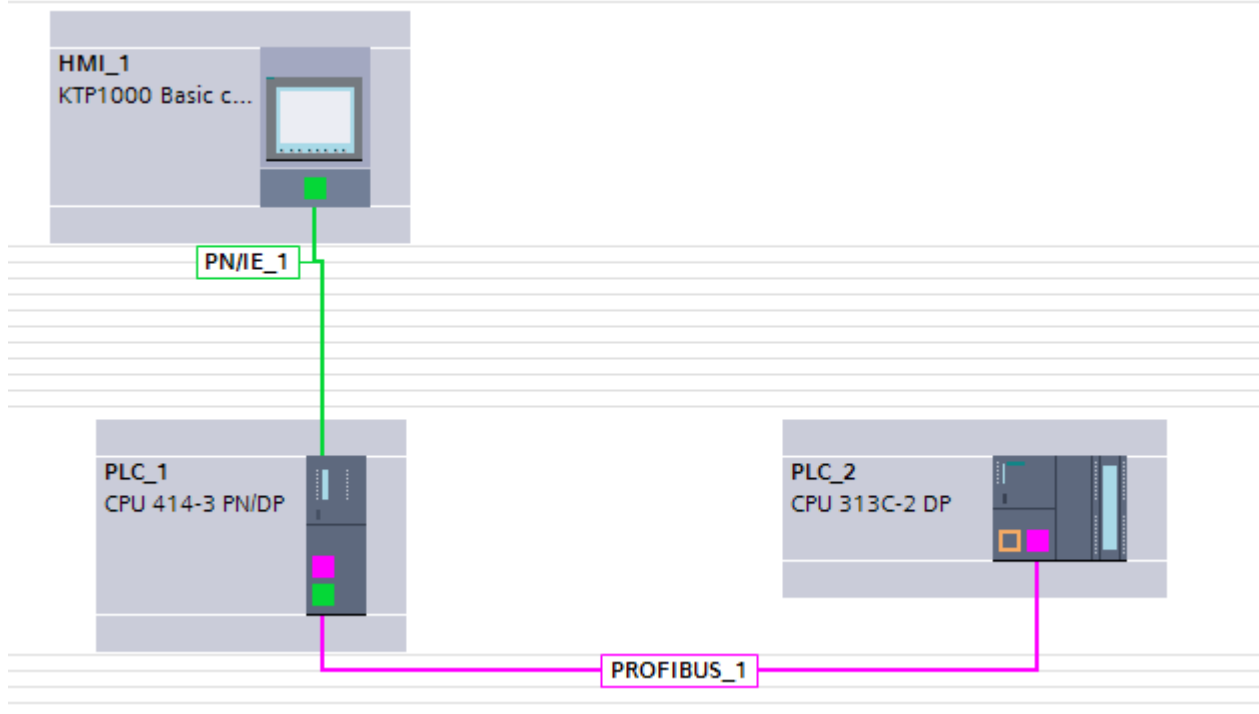 HMI_1
KTP1000 Basic c...
PN/IE_1
PLC_1
CPU 414-3 PN/DP
PLC_2
CPU 313C-2 DP
PROFIBUS_1